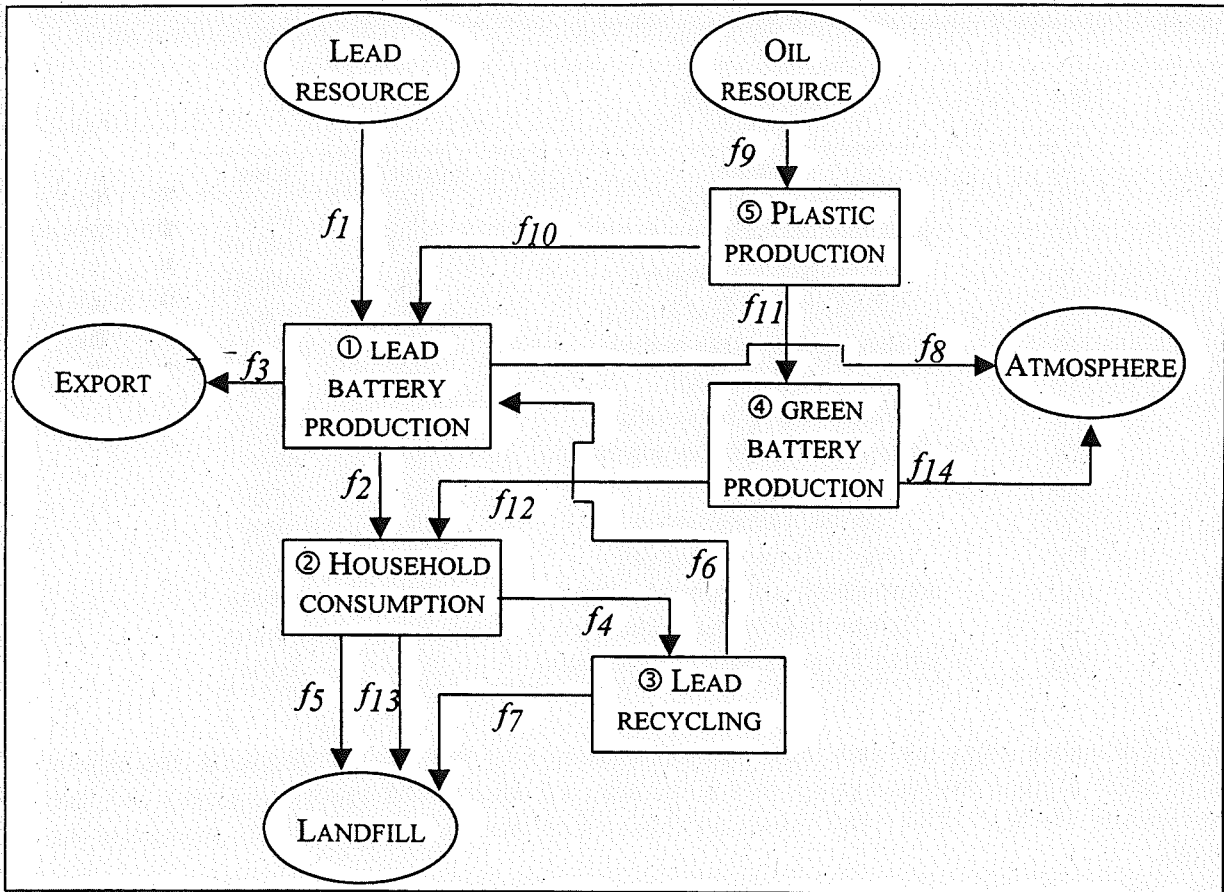 LEAD
RESOURCE
OIL
RESOURCE
f9
⑤ PLASTIC
PRODUCTION
f1
f10
f11
① LEAD
BATTERY
PRODUCTION
EXPORT
f3
f8
ATMOSPHERE
④ GREEN
BATTERY
PRODUCTION
f2
f12
f14
② HOUSEHOLD
CONSUMPTION
f6
f4
③ LEAD
RECYCLING
f5
f13
f7
LANDFILL